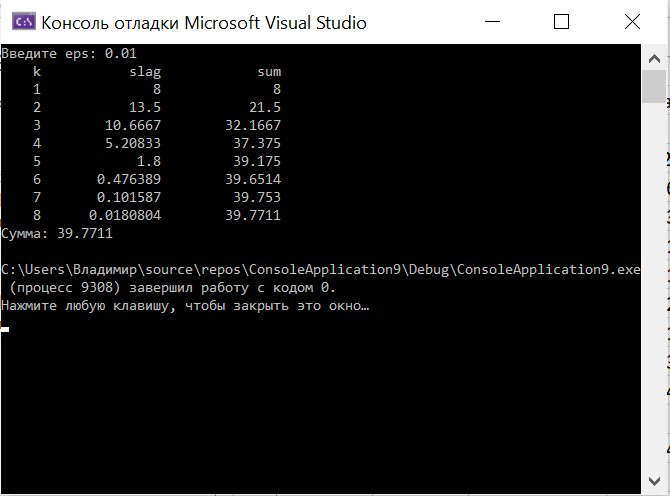 Консоль отладки Microsoft Visual Studio
Введите eps: 0.01
k slag sum
1 8 8
2 13.5 21.5
3 10.6667 32.1667
4 5.20833 37.375
5 1.8 39.175
6 0.476389 39.6514
7 0.101587 39.753
8 0.0180804 39.7711
Сумма: 39.7711
C:\Users\Владимир\source\repos\ConsoleApplication9\Debug\ConsoleApplication9.exe
(процесс 9308) завершил работу с кодом 0.
Нажмите любую клавишу, чтобы закрыть это окно…